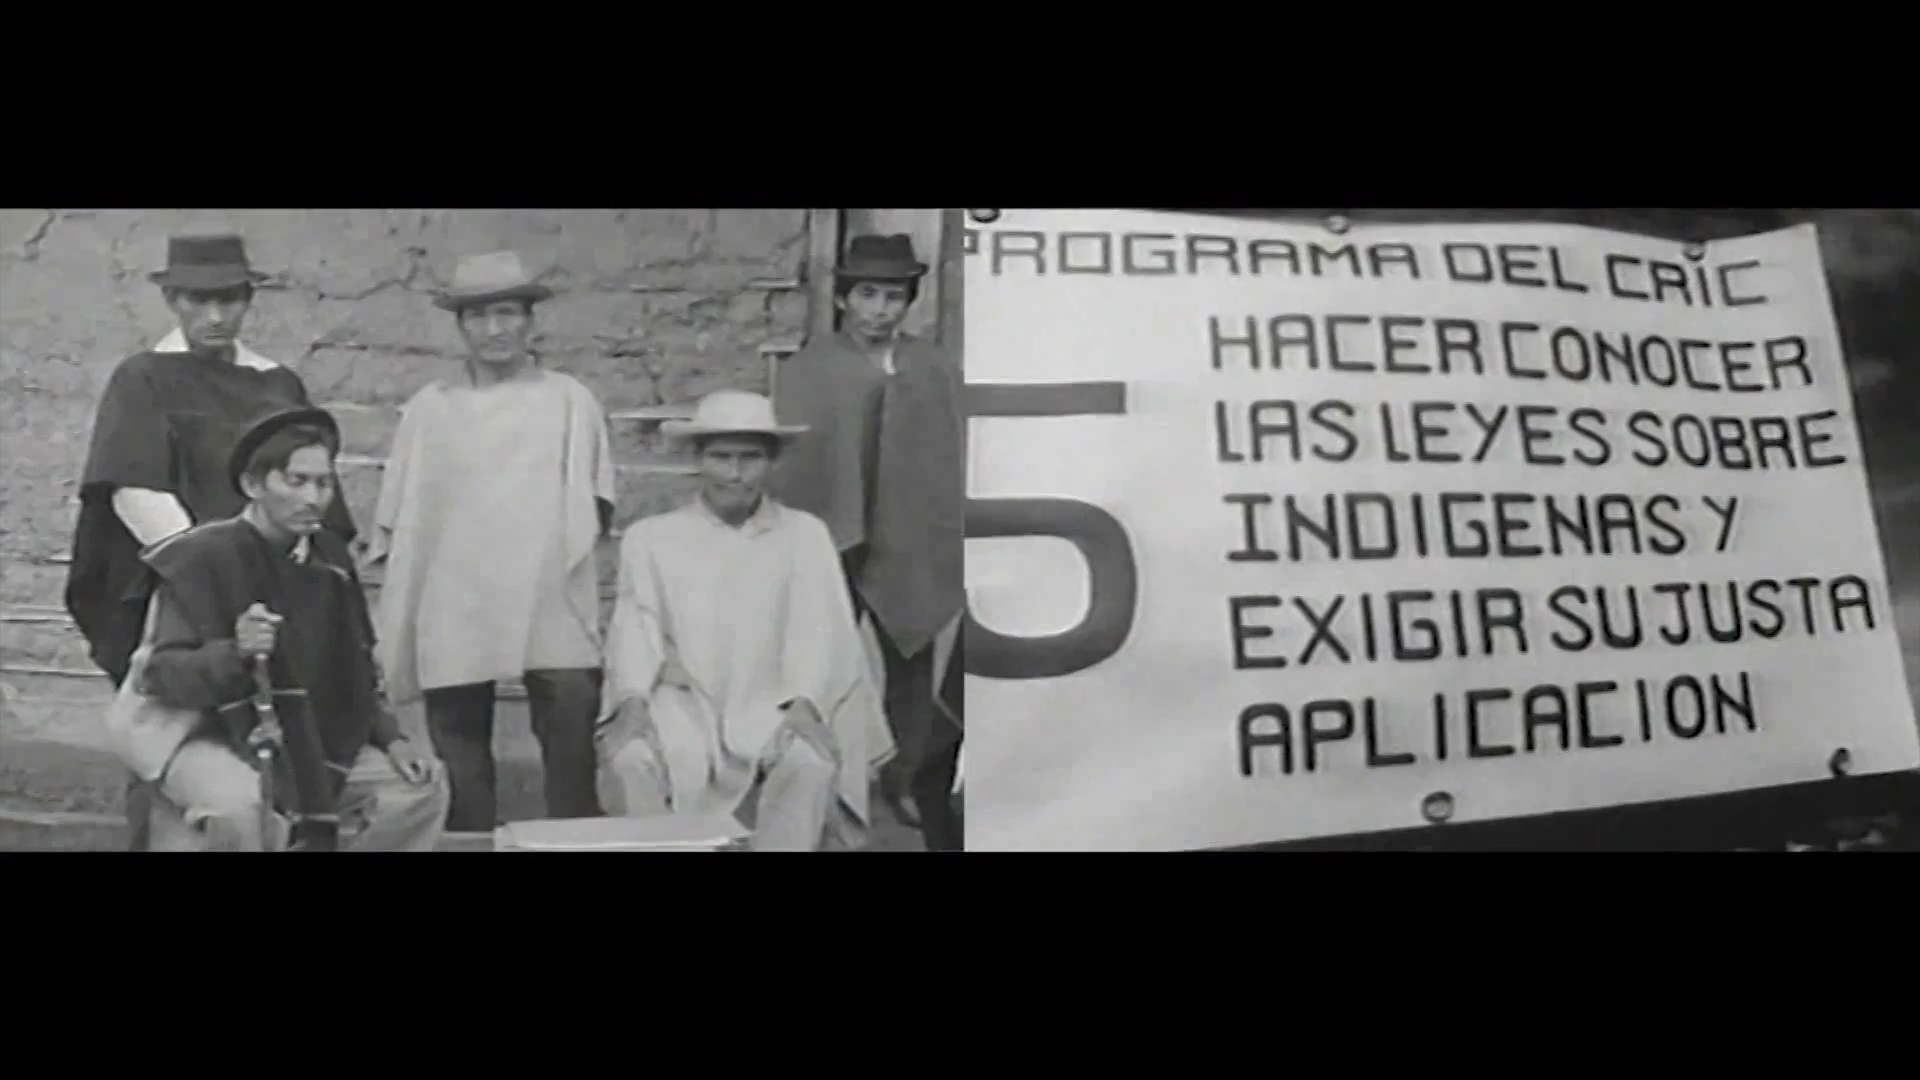 PROGRAMA DEL CRIC
5
HACER CONOCER
LAS LEYES SOBRE
INDIGENAS Y
EXIGIR SU JUSTA
APLICACION